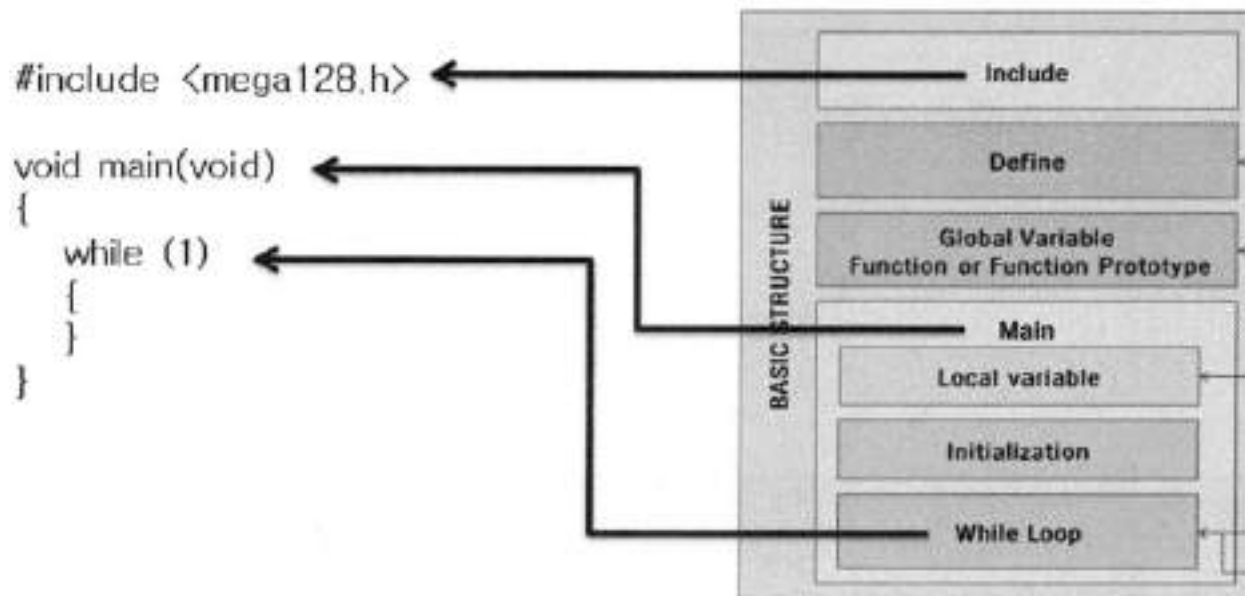 #include <mega128.h>
void main(void)
{
while (1)
{
}
}
BASIC STRUCTURE
Include
Define
Global Variable
Function or Function Prototype
Main
Local variable
Initialization
While Loop